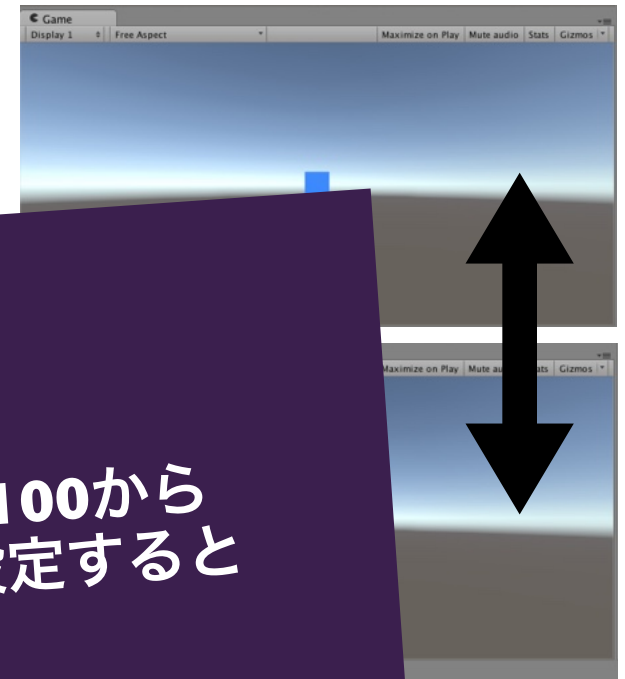 Game
Display 1 Free Aspect Maximize on Play Mute audio Stats Gizmos
Maximize on Play Mute Gizmos
100から
定すると